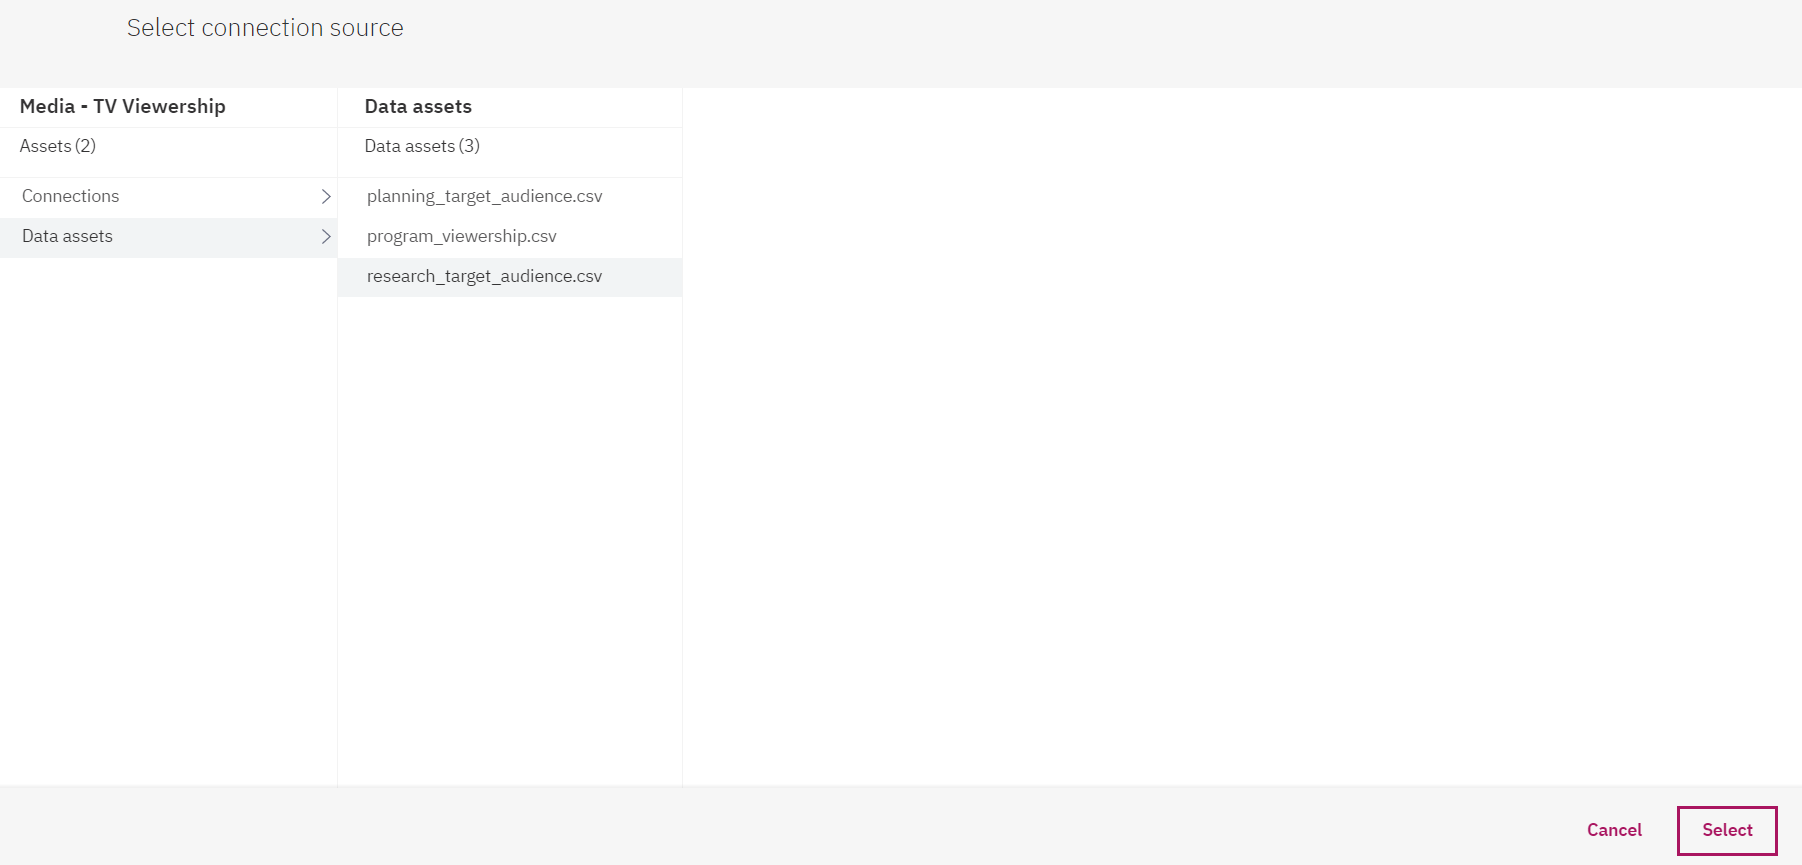 Select connection source
Media - TV Viewership
Assets (2)
Connections
Data assets
Data assets
Data assets (3)
planning_target_audience.csv
program_viewership.csv
research_target_audience.csv
Cancel
Select